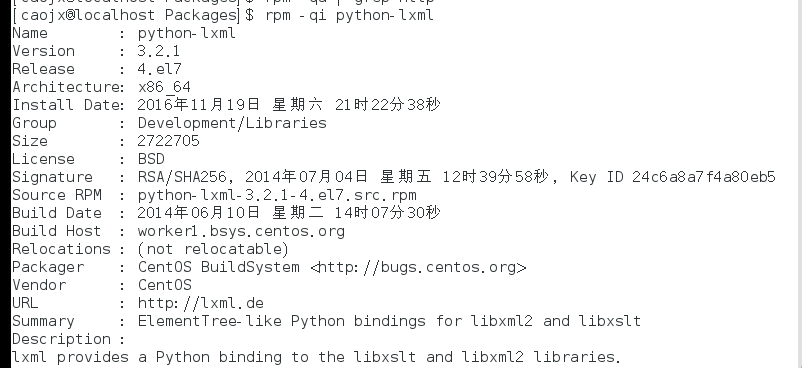 [caojx@localhost Packages]$ rpm -qa | grep http
[caojx@localhost Packages]$ rpm -qi python-lxml
Name        : python-lxml
Version     : 3.2.1
Release     : 4.el7
Architecture: x86_64
Install Date: 2016年11月19日 星期六 21时22分38秒
Group       : Development/Libraries
Size        : 2722705
License     : BSD
Signature   : RSA/SHA256, 2014年07月04日 星期五 12时39分58秒, Key ID 24c6a8a7f4a80eb5
Source RPM  : python-lxml-3.2.1-4.el7.src.rpm
Build Date  : 2014年06月10日 星期二 14时07分30秒
Build Host  : worker1.bsys.centos.org
Relocations : (not relocatable)
Packager    : CentOS BuildSystem <http://bugs.centos.org>
Vendor      : CentOS
URL         : http://lxml.de
Summary     : ElementTree-like Python bindings for libxml2 and libxslt
Description :
lxml provides a Python binding to the libxslt and libxml2 libraries.